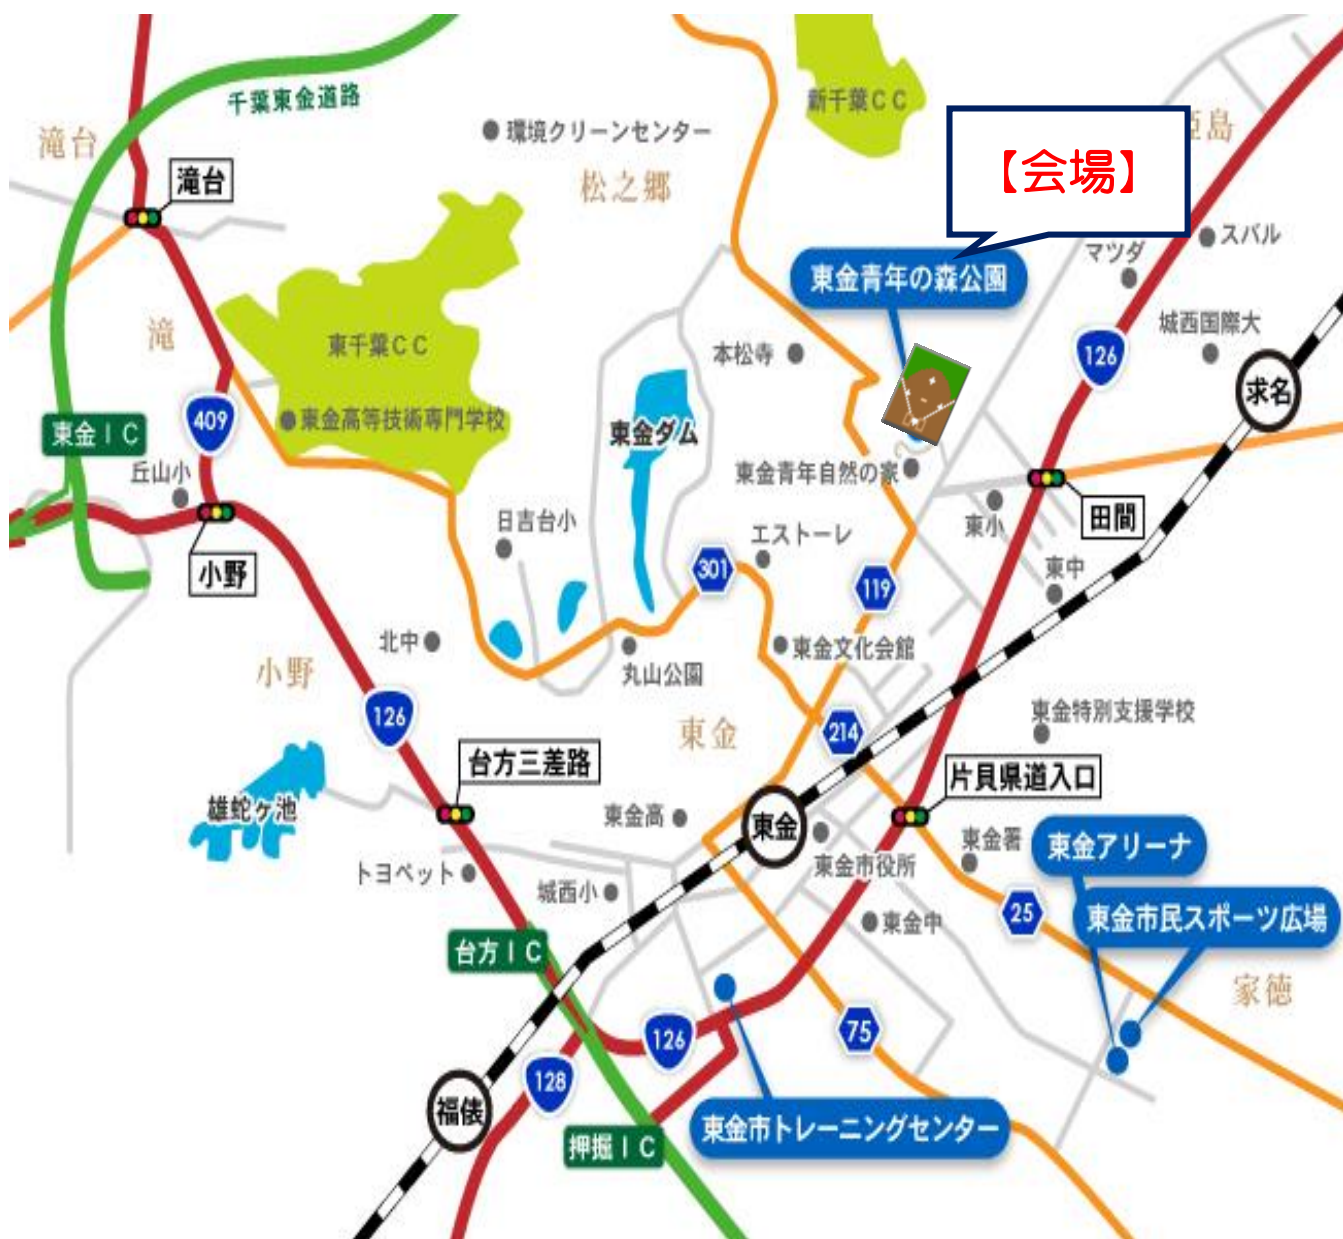 千葉東金道路
新千葉CC
滝台
環境クリーンセンター
島
【会場】
滝台
松之郷
スバル
マツダ
東金青年の森公園
城西国際大
滝
東千葉CC
本松寺
126
求名
409
東金高等技術専門学校
東金IC
東金ダム
丘山小
東金青年自然の家
日吉台小
東小
田間
エストーレ
小野
301
119
東中
北中
東金文化会館
小野
丸山公園
126
東金特別支援学校
東金
214
台方三差路
片貝県道入口
雄蛇ヶ池
東金高
東金
東金署
東金アリーナ
トヨペット
東金市役所
城西小
25
東金市民スポーツ広場
東金中
台方IC
家徳
126
75
128
福俵
東金市トレーニングセンター
押掘IC